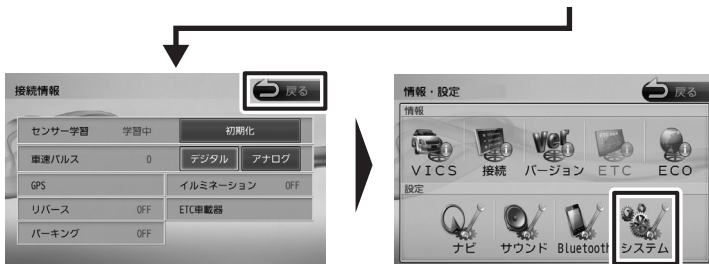 接続情報
戻る
センサー学習 学習中 初期化
車速パルス 0 デジタル アナログ
GPS イルミネーション OFF
リバース OFF ETC車載器
パーキング OFF
情報・設定
戻る
情報
VICS 接続 バージョン ETC ECO
設定
ナビ サウンド Bluetooth システム